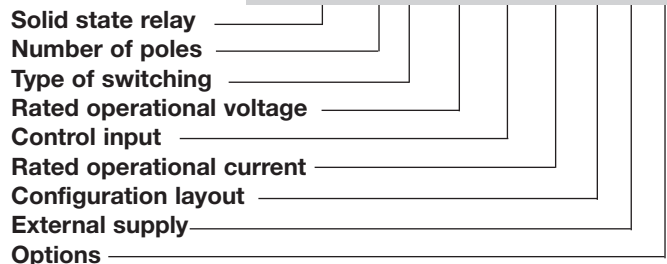 Solid state relay
Number of poles
Type of switching
Rated operational voltage
Control input
Rated operational current
Configuration layout
External supply
Options